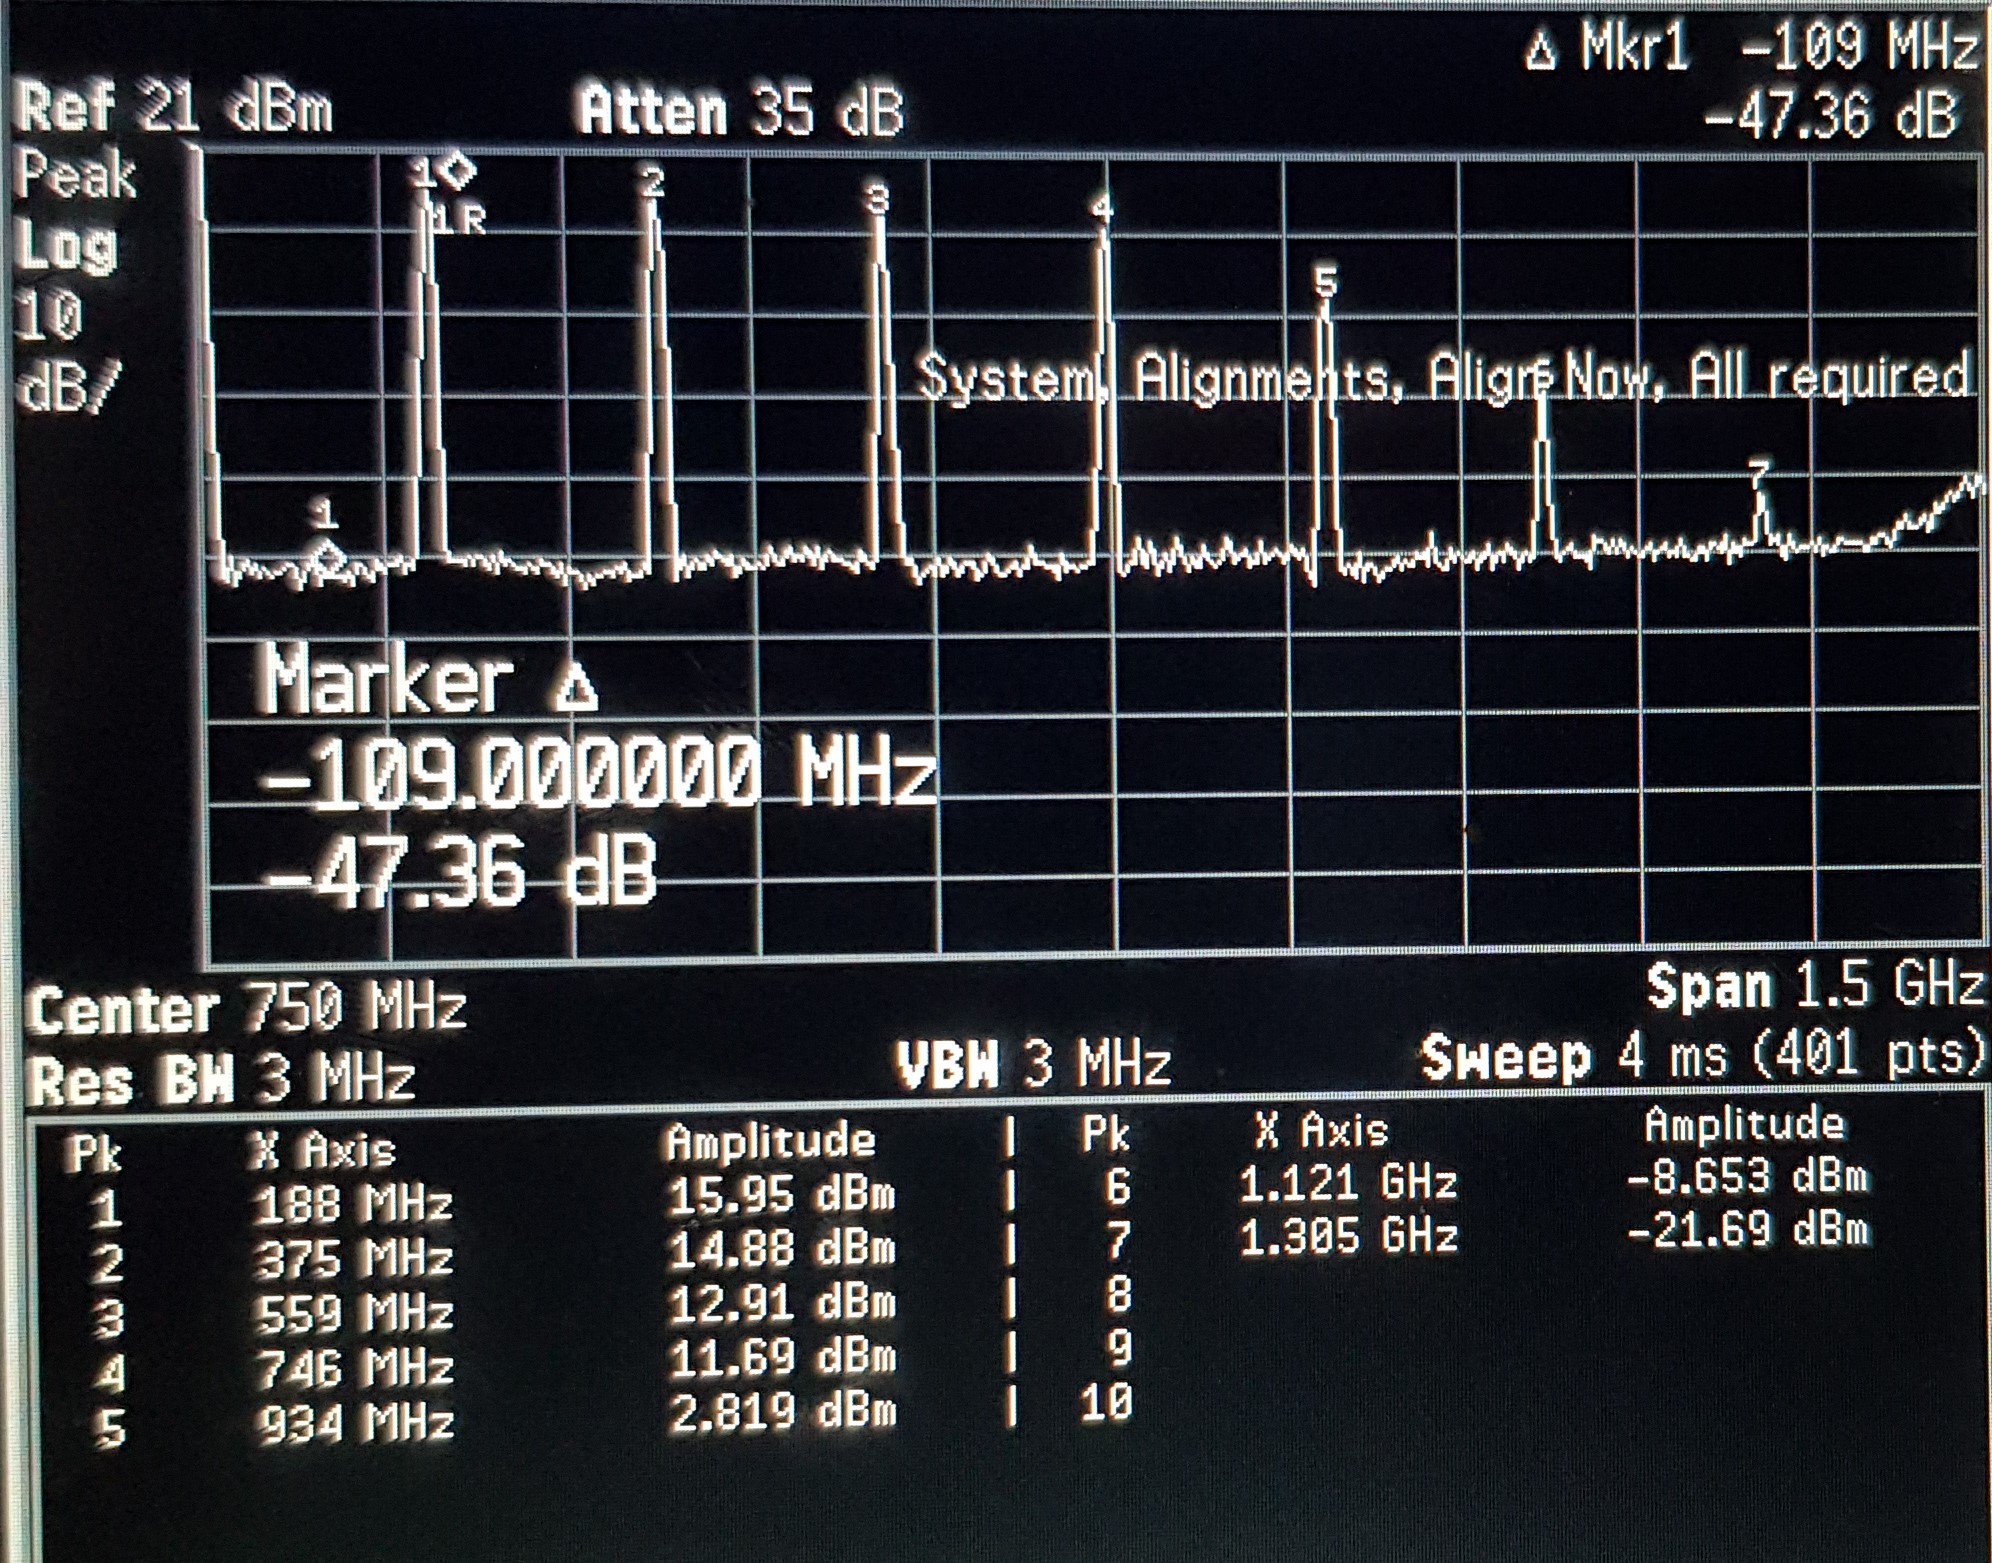 Δ Mkr1 -109 MHz
Ref 21 dBm Atten 35 dB -47.36 dB
Peak
Log
10
dB/
1 2 3 4 5 6 7
1R
1
System, Alignments, Align Now, All required
Marker Δ
-109.000000 MHz
-47.36 dB
Center 750 MHz Span 1.5 GHz
Res BW 3 MHz VBW 3 MHz Sweep 4 ms (401 pts)
Pk X Axis Amplitude | Pk X Axis Amplitude
1 188 MHz 15.95 dBm | 6 1.121 GHz -8.653 dBm
2 375 MHz 14.88 dBm | 7 1.305 GHz -21.69 dBm
3 559 MHz 12.91 dBm | 8
4 746 MHz 11.69 dBm | 9
5 934 MHz 2.819 dBm | 10